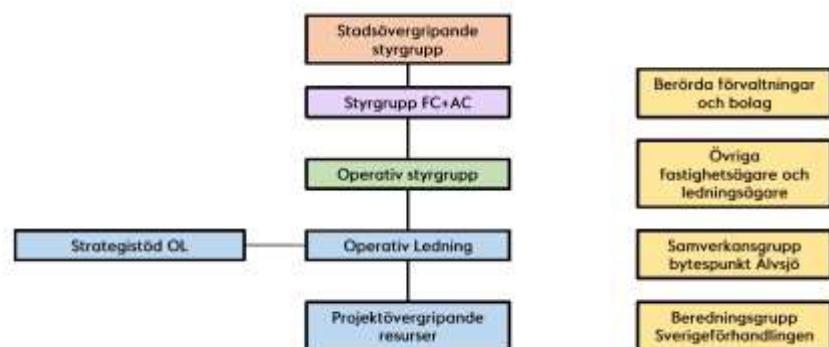 Stadsövergripande
styrgrupp
Styrgrupp FC+AC
Operativ styrgrupp
Strategistöd OL
Operativ Ledning
Projektövergripande
resurser
Berörda förvaltningar
och bolag
Övriga
fastighetsägare och
ledningsägare
Samverkansgrupp
bytespunkt Älvsjö
Beredningsgrupp
Sverigeförhandlingen